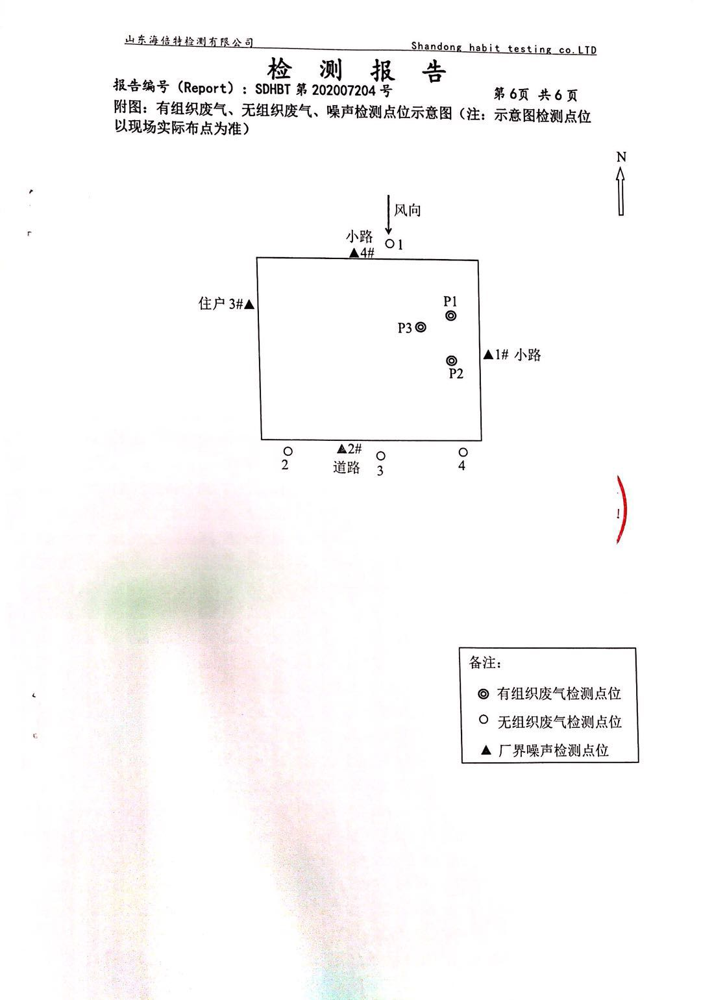 山东海倍特检测有限公司 Shandong habit testing co.LTD
检 测 报 告
报告编号（Report）：SDHBT 第 202007204 号 第 6页 共 6 页
附图：有组织废气、无组织废气、噪声检测点位示意图（注：示意图检测点位
以现场实际布点为准）
N
风向
小路
1
▲4#
住户 3#▲
P1
P3
▲1# 小路
P2
▲2#
2
道路
3
4
备注：
◎ 有组织废气检测点位
○ 无组织废气检测点位
▲ 厂界噪声检测点位